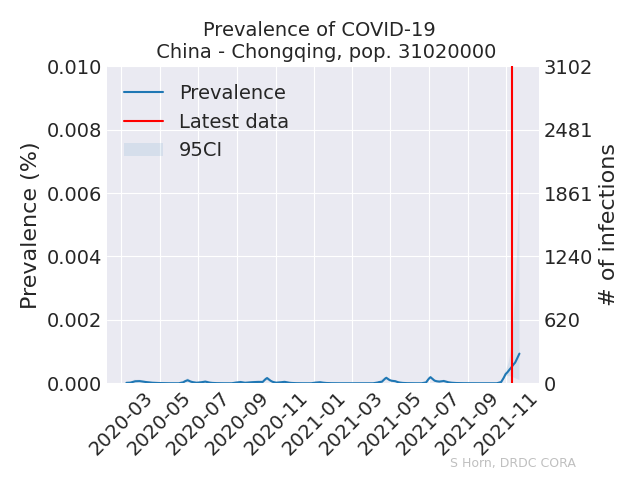 Prevalence of COVID-19
China - Chongqing, pop. 31020000
Prevalence
Latest data
95CI
Prevalence (%)
0.010
0.008
0.006
0.004
0.002
0.000
3102
2481
1861
1240
620
0
# of infections
2020-03
2020-05
2020-07
2020-09
2020-11
2021-01
2021-03
2021-05
2021-07
2021-09
2021-11
S Horn, DRDC CORA